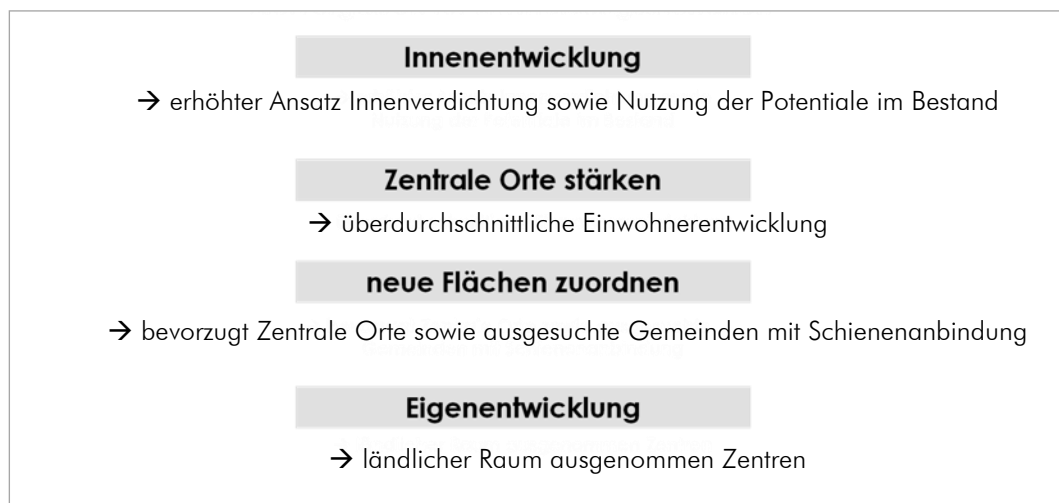 Innenentwicklung
→ erhöhter Ansatz Innenverdichtung sowie Nutzung der Potentiale im Bestand
Zentrale Orte stärken
→ überdurchschnittliche Einwohnerentwicklung
neue Flächen zuordnen
→ bevorzugt Zentrale Orte sowie ausgesuchte Gemeinden mit Schienenanbindung
Eigenentwicklung
→ ländlicher Raum ausgenommen Zentren